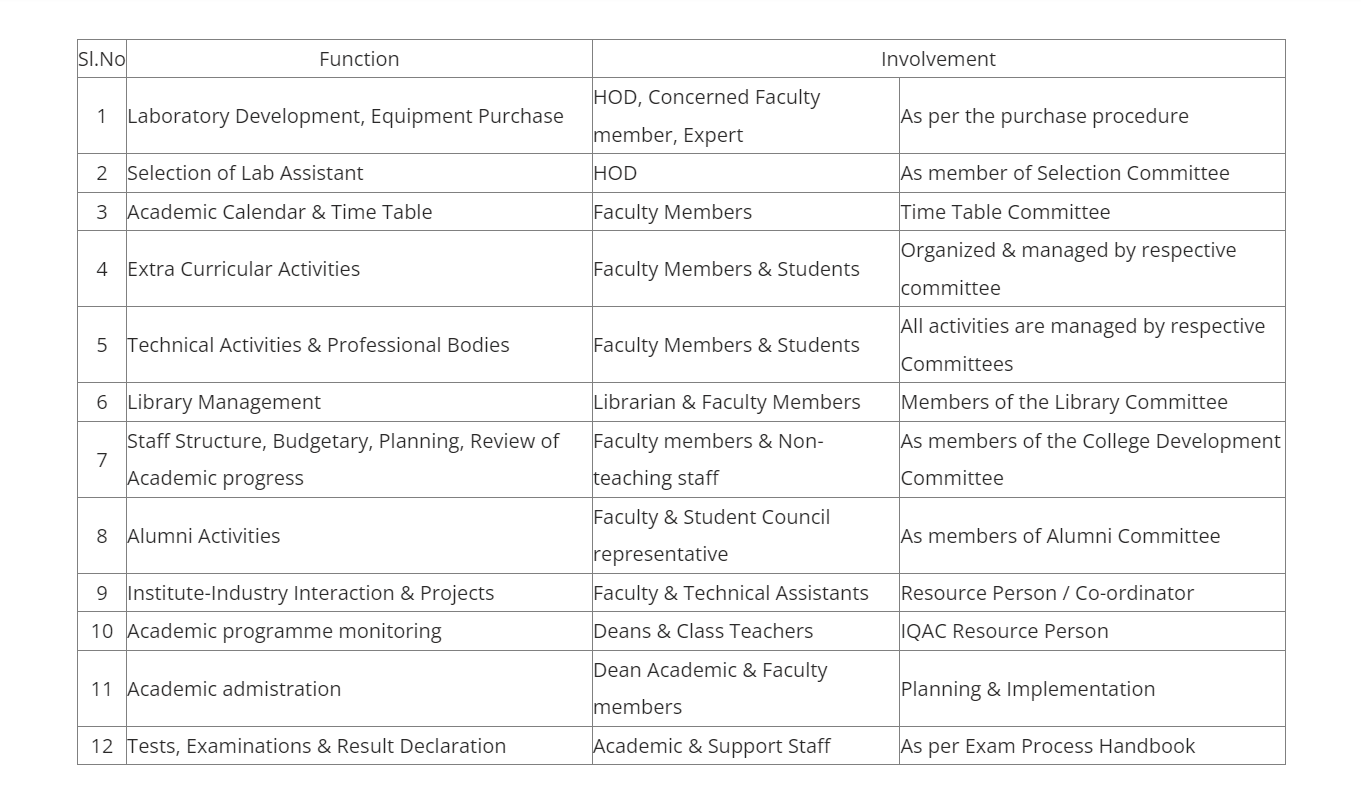 Sl.No Function Involvement
1 Laboratory Development, Equipment Purchase HOD, Concerned Faculty member, Expert As per the purchase procedure
2 Selection of Lab Assistant HOD As member of Selection Committee
3 Academic Calendar & Time Table Faculty Members Time Table Committee
4 Extra Curricular Activities Faculty Members & Students Organized & managed by respective committee
5 Technical Activities & Professional Bodies Faculty Members & Students All activities are managed by respective Committees
6 Library Management Librarian & Faculty Members Members of the Library Committee
7 Staff Structure, Budgetary, Planning, Review of Academic progress Faculty members & Non-teaching staff As members of the College Development Committee
8 Alumni Activities Faculty & Student Council representative As members of Alumni Committee
9 Institute-Industry Interaction & Projects Faculty & Technical Assistants Resource Person / Co-ordinator
10 Academic programme monitoring Deans & Class Teachers IQAC Resource Person
11 Academic admistration Dean Academic & Faculty members Planning & Implementation
12 Tests, Examinations & Result Declaration Academic & Support Staff As per Exam Process Handbook